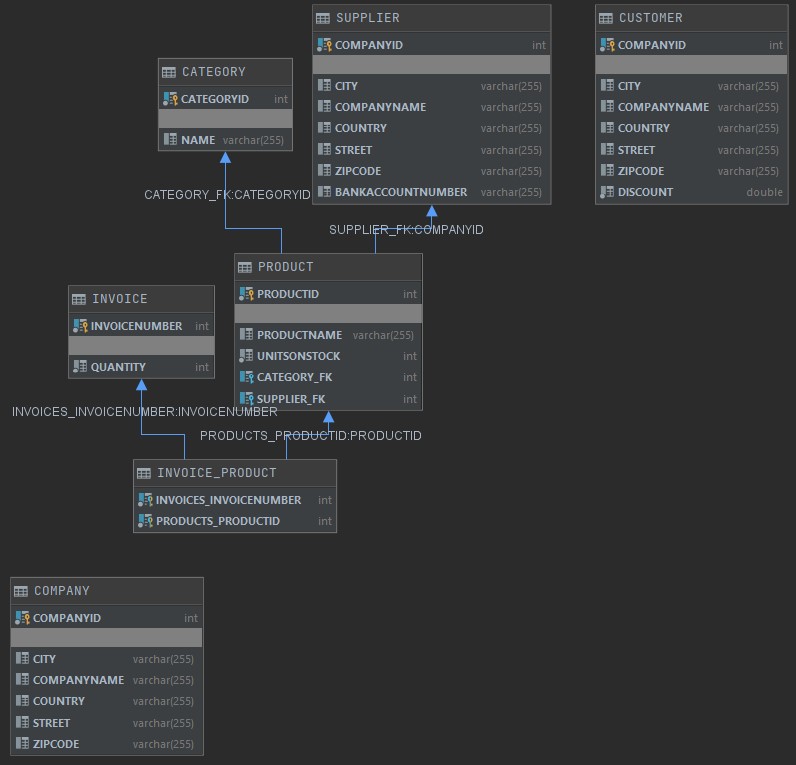 SUPPLIER
COMPANYID int
CITY varchar(255)
COMPANYNAME varchar(255)
COUNTRY varchar(255)
STREET varchar(255)
ZIPCODE varchar(255)
BANKACCOUNTNUMBER varchar(255)
CUSTOMER
COMPANYID int
CITY varchar(255)
COMPANYNAME varchar(255)
COUNTRY varchar(255)
STREET varchar(255)
ZIPCODE varchar(255)
DISCOUNT double
CATEGORY
CATEGORYID int
NAME varchar(255)
CATEGORY_FK:CATEGORYID
SUPPLIER_FK:COMPANYID
PRODUCT
PRODUCTID int
PRODUCTNAME varchar(255)
UNITSONSTOCK int
CATEGORY_FK int
SUPPLIER_FK int
INVOICE
INVOICENUMBER int
QUANTITY int
INVOICES_INVOICENUMBER:INVOICENUMBER
PRODUCTS_PRODUCTID:PRODUCTID
INVOICE_PRODUCT
INVOICES_INVOICENUMBER int
PRODUCTS_PRODUCTID int
COMPANY
COMPANYID int
CITY varchar(255)
COMPANYNAME varchar(255)
COUNTRY varchar(255)
STREET varchar(255)
ZIPCODE varchar(255)